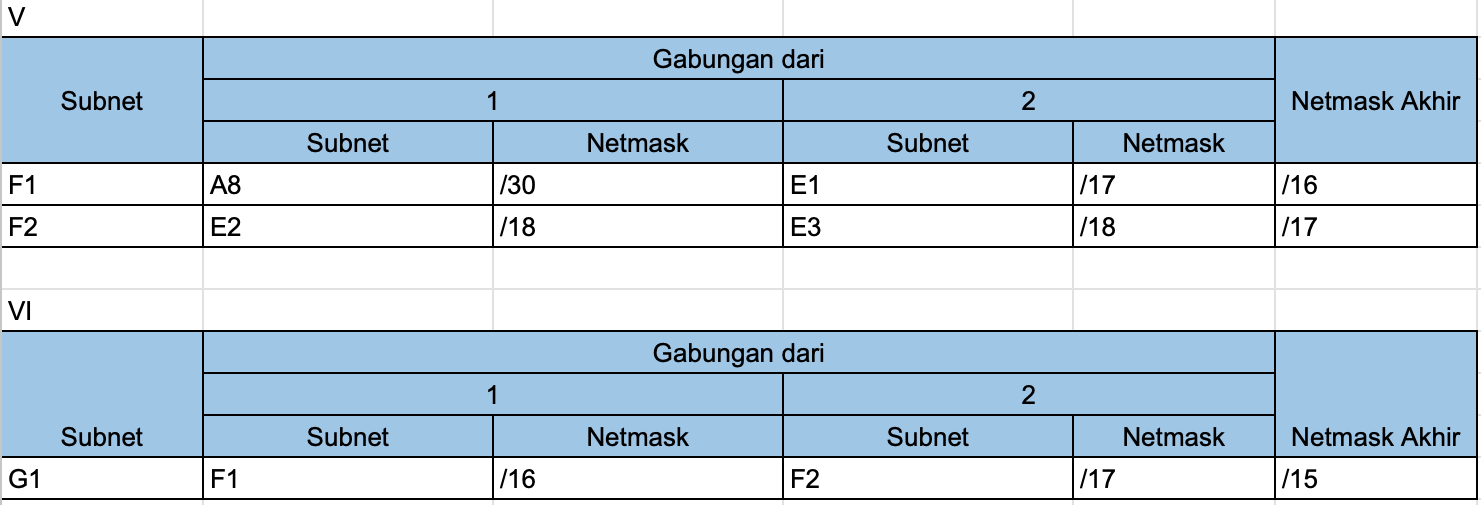 V
Subnet Gabungan dari Netmask Akhir
1 2
Subnet Netmask Subnet Netmask
F1 A8 /30 E1 /17 /16
F2 E2 /18 E3 /18 /17
VI
Gabungan dari
1 2
Subnet Subnet Netmask Subnet Netmask Netmask Akhir
G1 F1 /16 F2 /17 /15